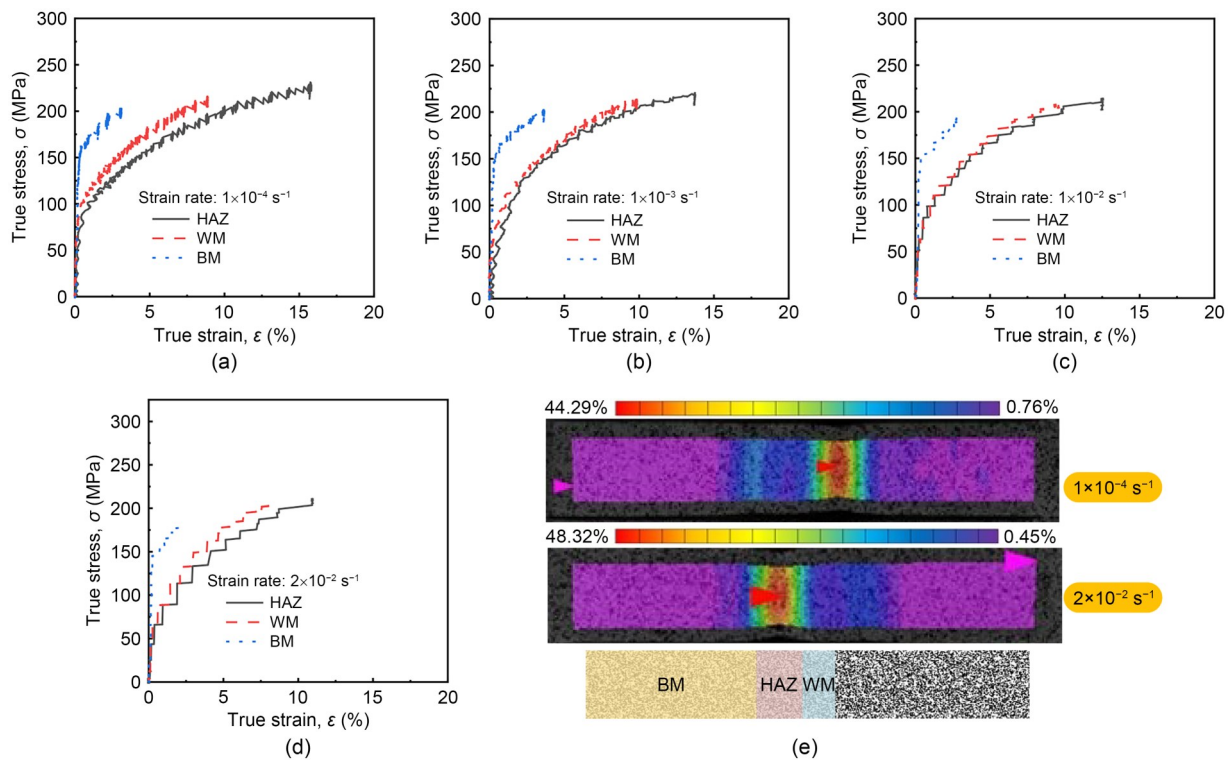 300
250
200
150
100
50
0
True stress, σ (MPa)
Strain rate: 1×10⁻⁴ s⁻¹
HAZ
WM
BM
0 5 10 15 20
True strain, ε (%)
(a)
300
250
200
150
100
50
0
True stress, σ (MPa)
Strain rate: 1×10⁻³ s⁻¹
HAZ
WM
BM
0 5 10 15 20
True strain, ε (%)
(b)
300
250
200
150
100
50
0
True stress, σ (MPa)
Strain rate: 1×10⁻² s⁻¹
HAZ
WM
BM
0 5 10 15 20
True strain, ε (%)
(c)
300
250
200
150
100
50
0
True stress, σ (MPa)
Strain rate: 2×10⁻² s⁻¹
HAZ
WM
BM
0 5 10 15 20
True strain, ε (%)
(d)
44.29% 0.76%
1×10⁻⁴ s⁻¹
48.32% 0.45%
2×10⁻² s⁻¹
BM HAZ WM
(e)